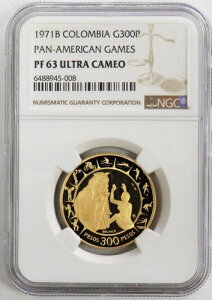 1971B COLOMBIA G300P
PAN-AMERICAN GAMES
PF 63 ULTRA CAMEO
6488945-008
NUMISMATIC GUARANTY CORPORATION
NGC
PESOS 300 PESOS